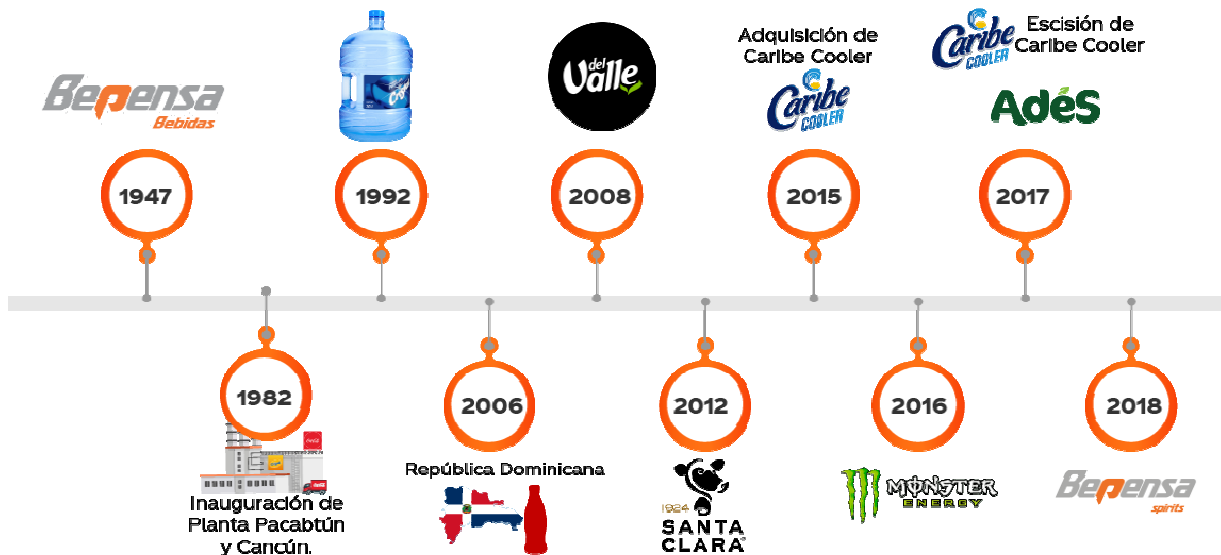 Bepensa
Bebidas
1947
1992
del
Valle
2008
Adquisición de
Caribe Cooler
Caribe
COOLER
2015
Caribe
COOLER
Escisión de
Caribe Cooler
AdeS
2017
1982
Inauguración de
Planta Pacabtún
y Cancún.
2006
República Dominicana
2012
1924
SANTA
CLARA
2016
MONSTER
ENERGY
2018
Bepensa
spirits